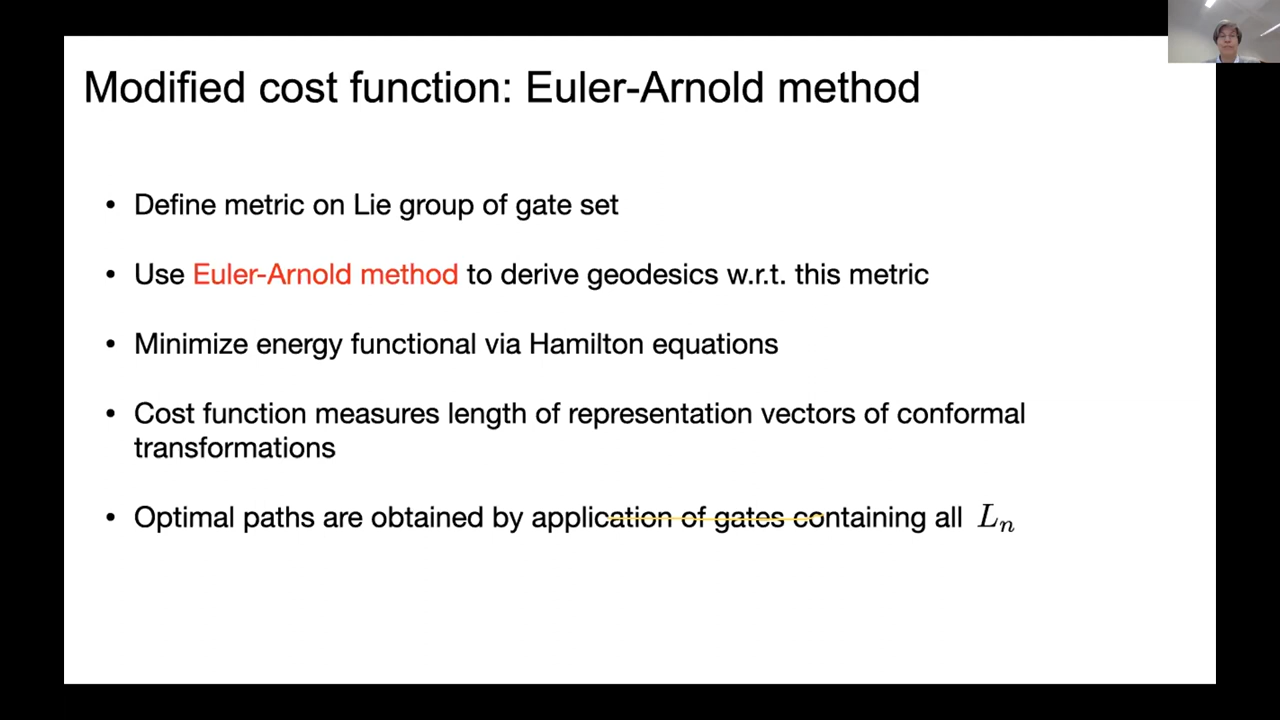 Modified cost function: Euler-Arnold method
• Define metric on Lie group of gate set
• Use Euler-Arnold method to derive geodesics w.r.t. this metric
• Minimize energy functional via Hamilton equations
• Cost function measures length of representation vectors of conformal
transformations
• Optimal paths are obtained by application of gates containing all $L_n$